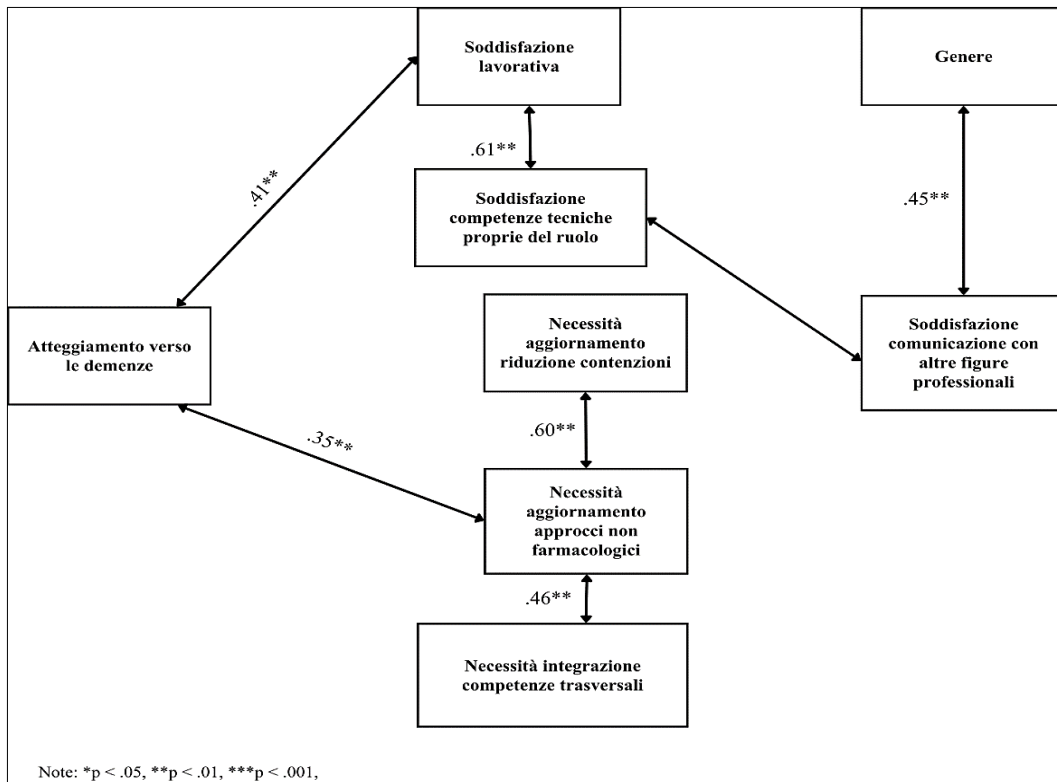 Soddisfazione
lavorativa
Genere
.61**
.41**
Soddisfazione
competenze tecniche
proprie del ruolo
.45**
Atteggiamento verso
le demenze
Necessità
aggiornamento
riduzione contenzioni
Soddisfazione
comunicazione con
altre figure
professionali
.35**
.60**
Necessità
aggiornamento
approcci non
farmacologici
.46**
Necessità integrazione
competenze trasversali
Note: *p < .05, **p < .01, ***p < .001,